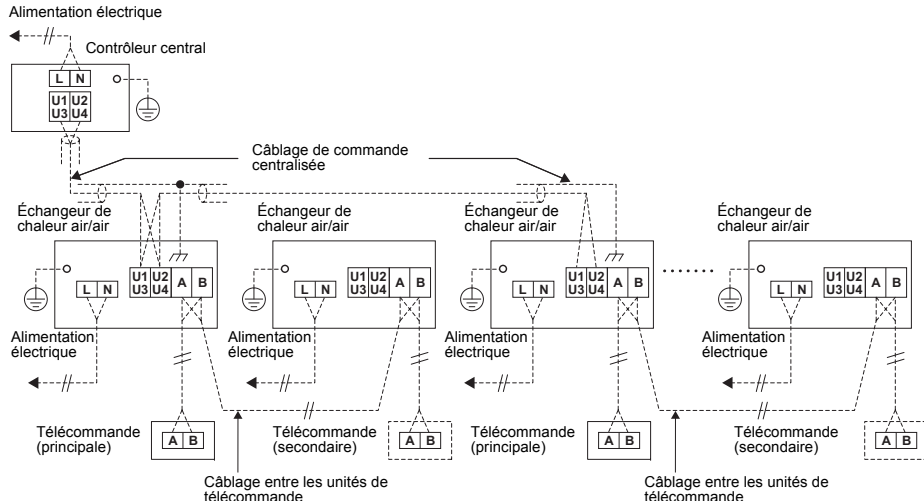 Alimentation électrique
Contrôleur central
L N
U1 U2
U3 U4
Câblage de commande
centralisée
Échangeur de
chaleur air/air
Échangeur de
chaleur air/air
Échangeur de
chaleur air/air
Échangeur de
chaleur air/air
L N
U1 U2
U3 U4
A B
L N
U1 U2
U3 U4
A B
L N
U1 U2
U3 U4
A B
L N
U1 U2
U3 U4
A B
Alimentation
électrique
Alimentation
électrique
Alimentation
électrique
Alimentation
électrique
Télécommande
(principale)
A B
Télécommande
(secondaire)
A B
Télécommande
(principale)
A B
Télécommande
(secondaire)
A B
Câblage entre les unités de
télécommande
Câblage entre les unités de
télécommande